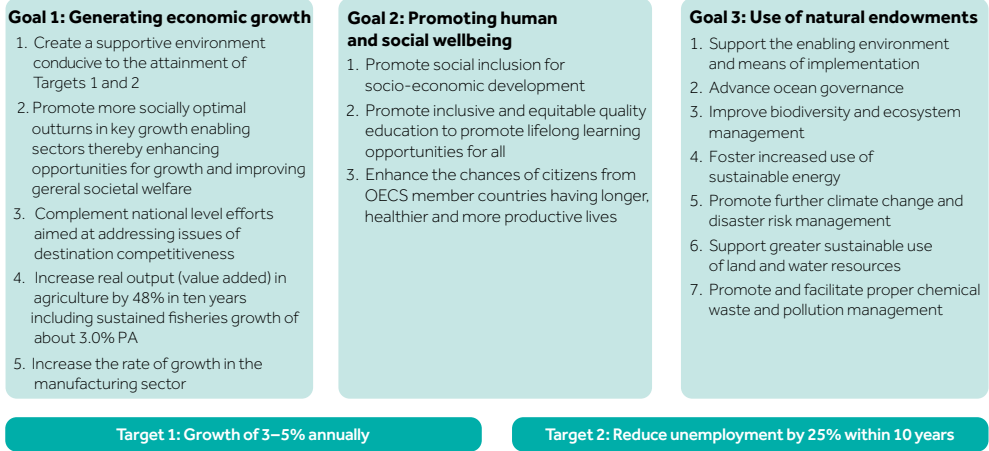 Goal 1: Generating economic growth
1. Create a supportive environment
conducive to the attainment of
Targets 1 and 2
2. Promote more socially optimal
outturns in key growth enabling
sectors thereby enhancing
opportunities for growth and improving
gereral societal welfare
3. Complement national level efforts
aimed at addressing issues of
destination competitiveness
4. Increase real output (value added) in
agriculture by 48% in ten years
including sustained fisheries growth of
about 3.0% PA
5. Increase the rate of growth in the
manufacturing sector
Goal 2: Promoting human
and social wellbeing
1. Promote social inclusion for
socio-economic development
2. Promote inclusive and equitable quality
education to promote lifelong learning
opportunities for all
3. Enhance the chances of citizens from
OECS member countries having longer,
healthier and more productive lives
Goal 3: Use of natural endowments
1. Support the enabling environment
and means of implementation
2. Advance ocean governance
3. Improve biodiversity and ecosystem
management
4. Foster increased use of
sustainable energy
5. Promote further climate change and
disaster risk management
6. Support greater sustainable use
of land and water resources
7. Promote and facilitate proper chemical
waste and pollution management
Target 1: Growth of 3–5% annually
Target 2: Reduce unemployment by 25% within 10 years